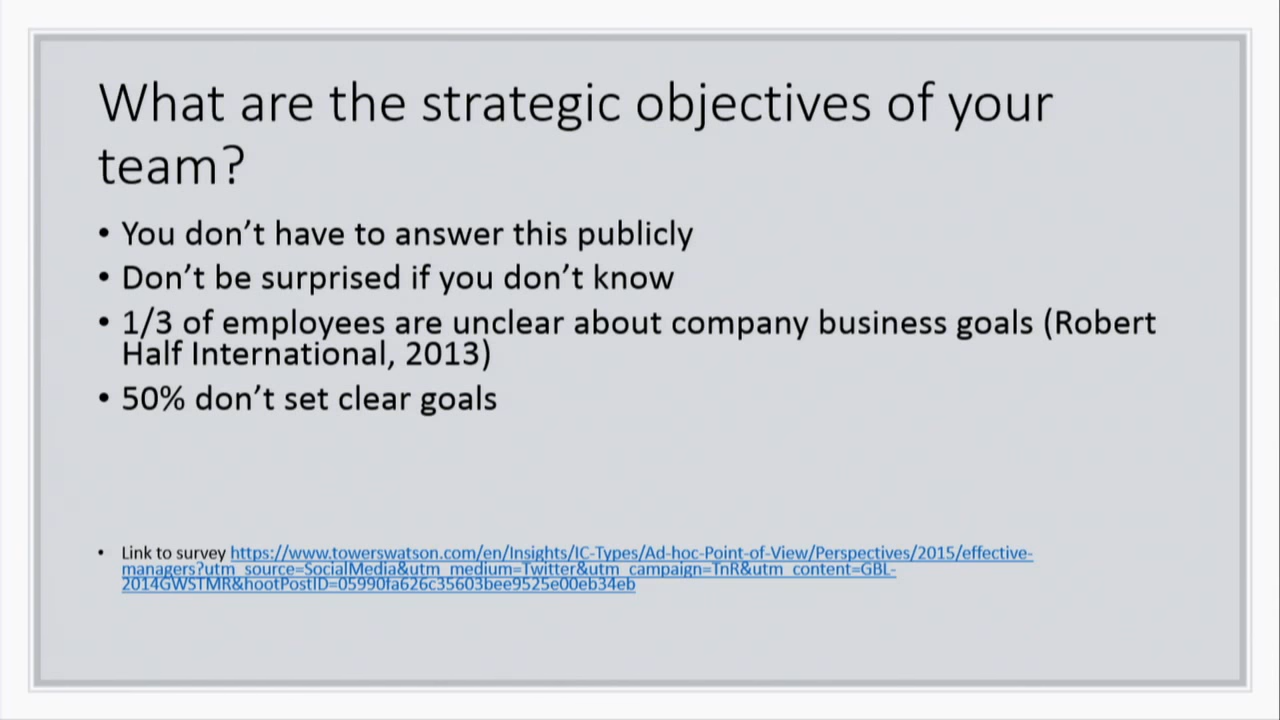 What are the strategic objectives of your
team?
• You don't have to answer this publicly
• Don't be surprised if you don't know
• 1/3 of employees are unclear about company business goals (Robert
Half International, 2013)
• 50% don't set clear goals
• Link to survey https://www.towerswatson.com/en/Insights/IC-Types/Ad-hoc-Point-of-View/Perspectives/2015/effective-
managers?utm_source=SocialMedia&utm_medium=Twitter&utm_campaign=TnR&utm_content=GBL-
2014GWSTMR&hootPostID=05990fa626c35603bee9525e00eb34eb